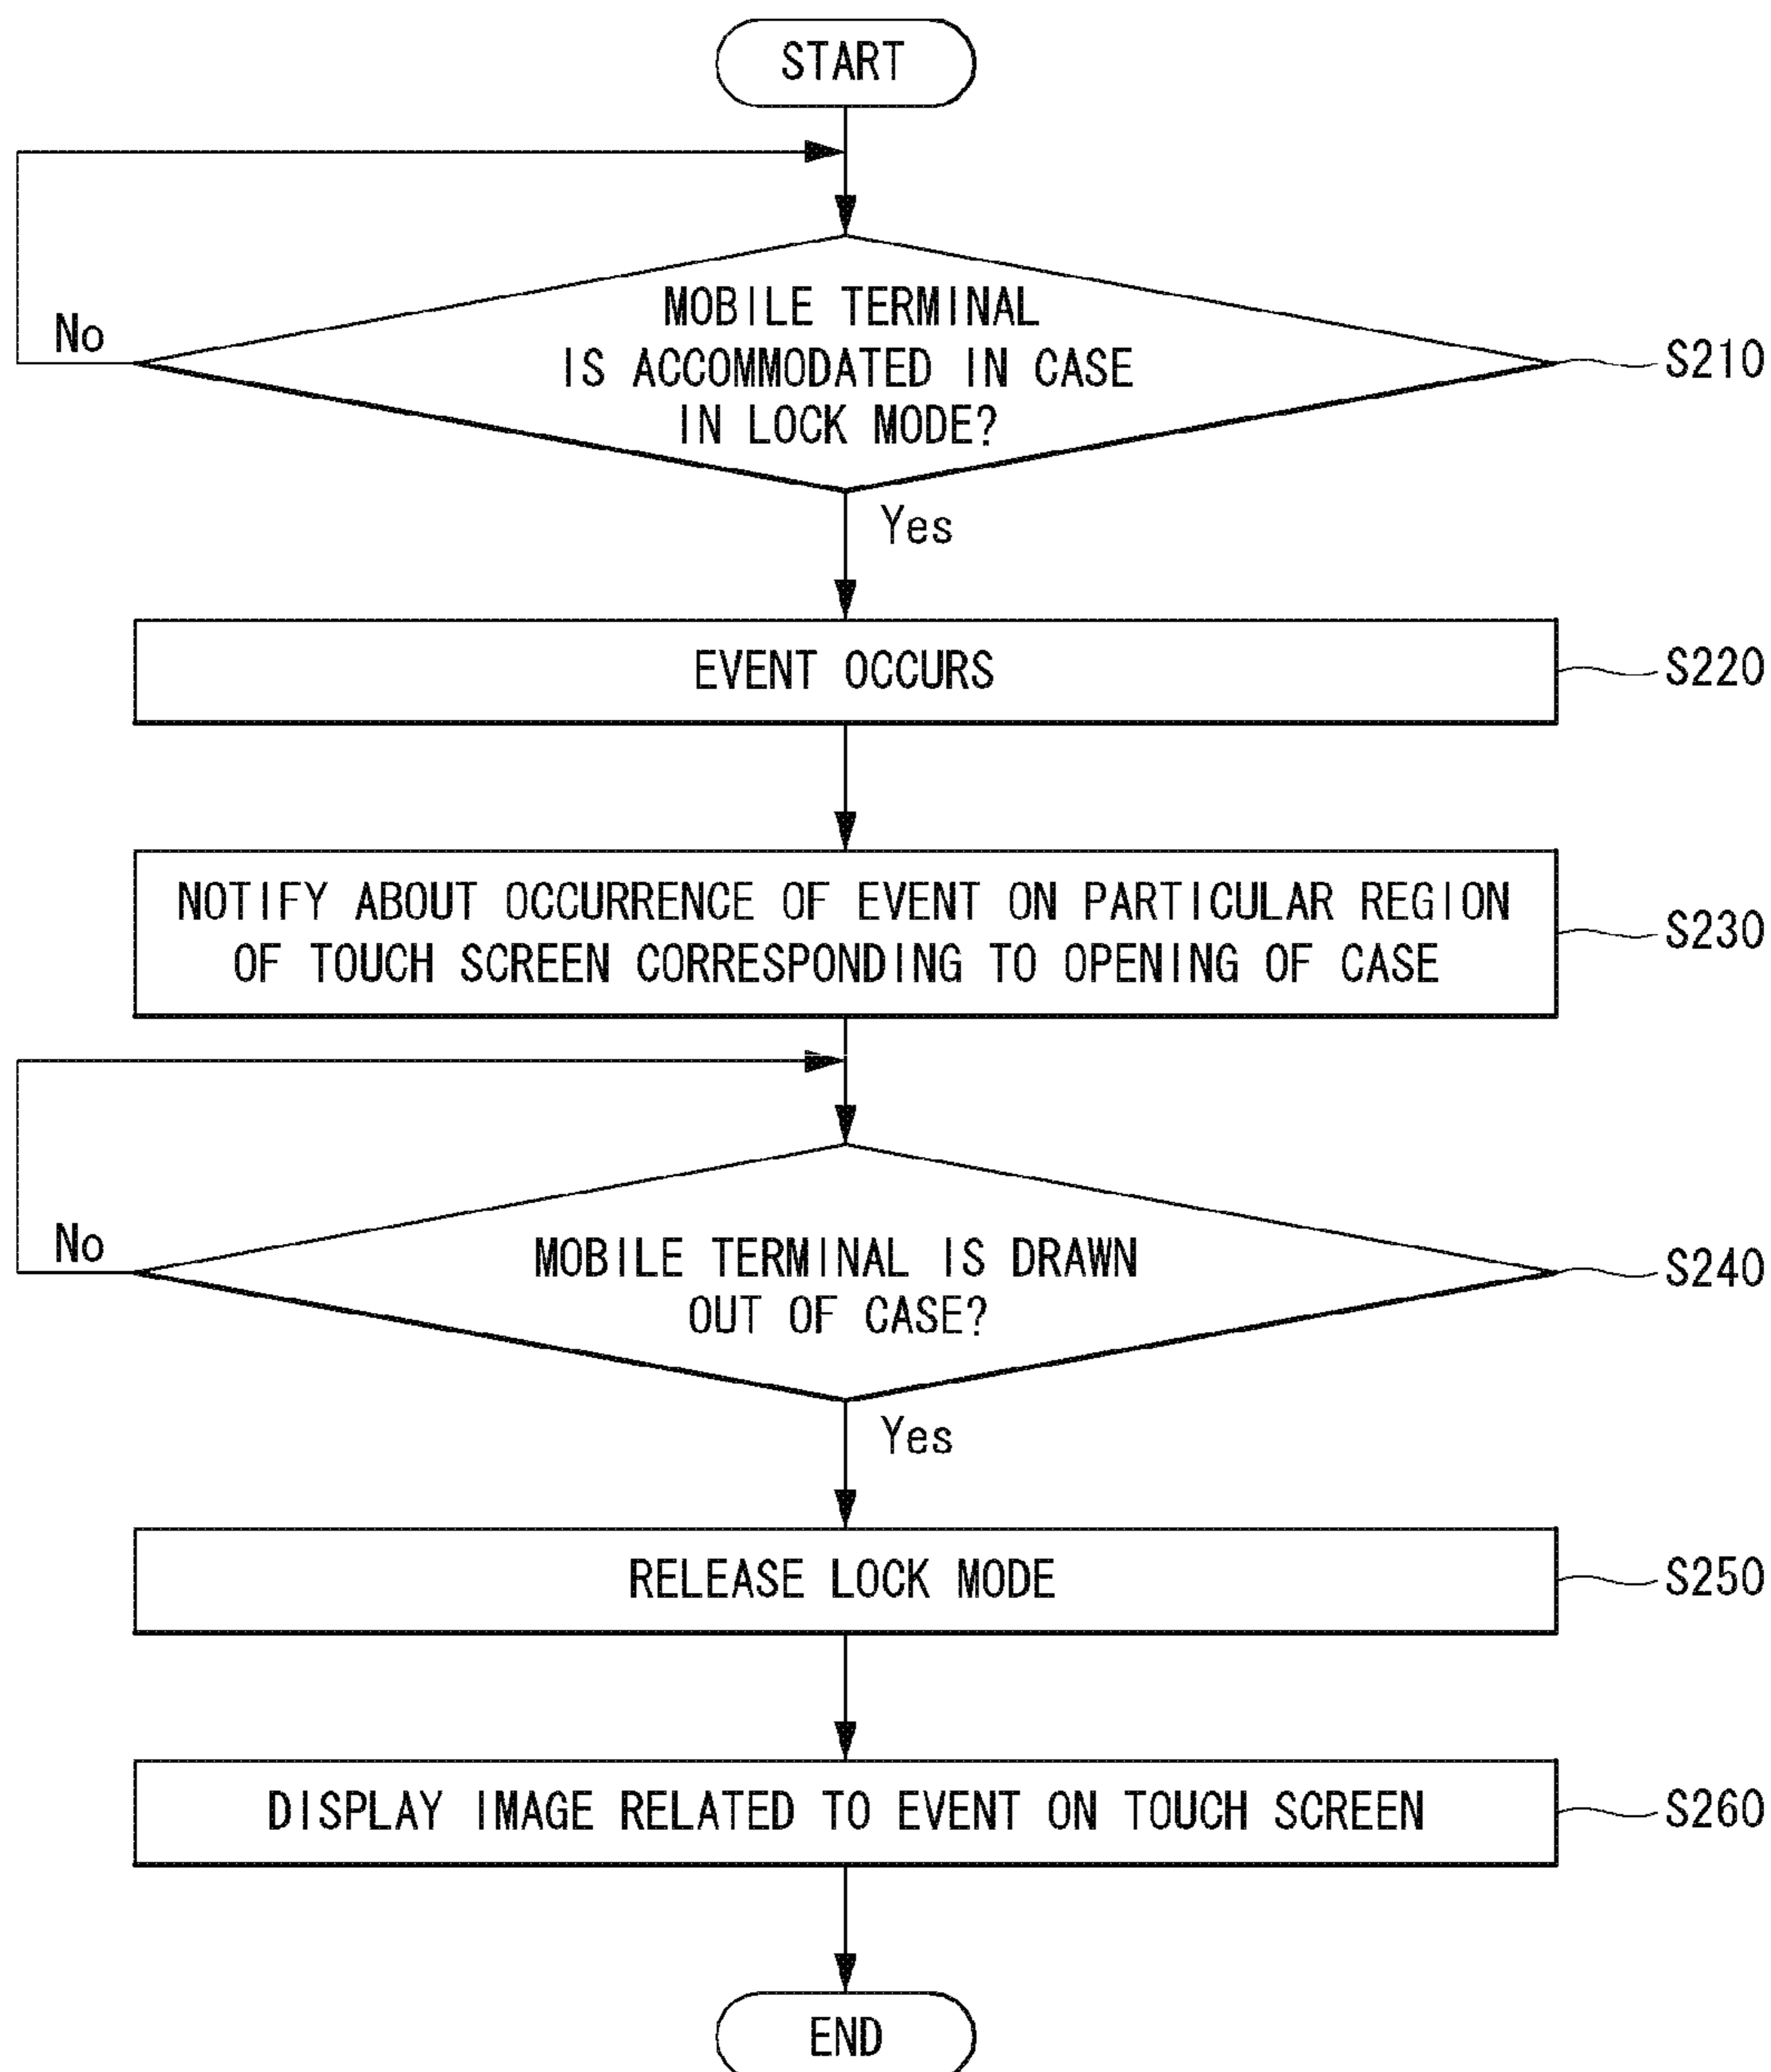 START
No
MOBILE TERMINAL
IS ACCOMMODATED IN CASE
IN LOCK MODE?
S210
Yes
EVENT OCCURS
S220
NOTIFY ABOUT OCCURRENCE OF EVENT ON PARTICULAR REGION
OF TOUCH SCREEN CORRESPONDING TO OPENING OF CASE
S230
No
MOBILE TERMINAL IS DRAWN
OUT OF CASE?
S240
Yes
RELEASE LOCK MODE
S250
DISPLAY IMAGE RELATED TO EVENT ON TOUCH SCREEN
S260
END